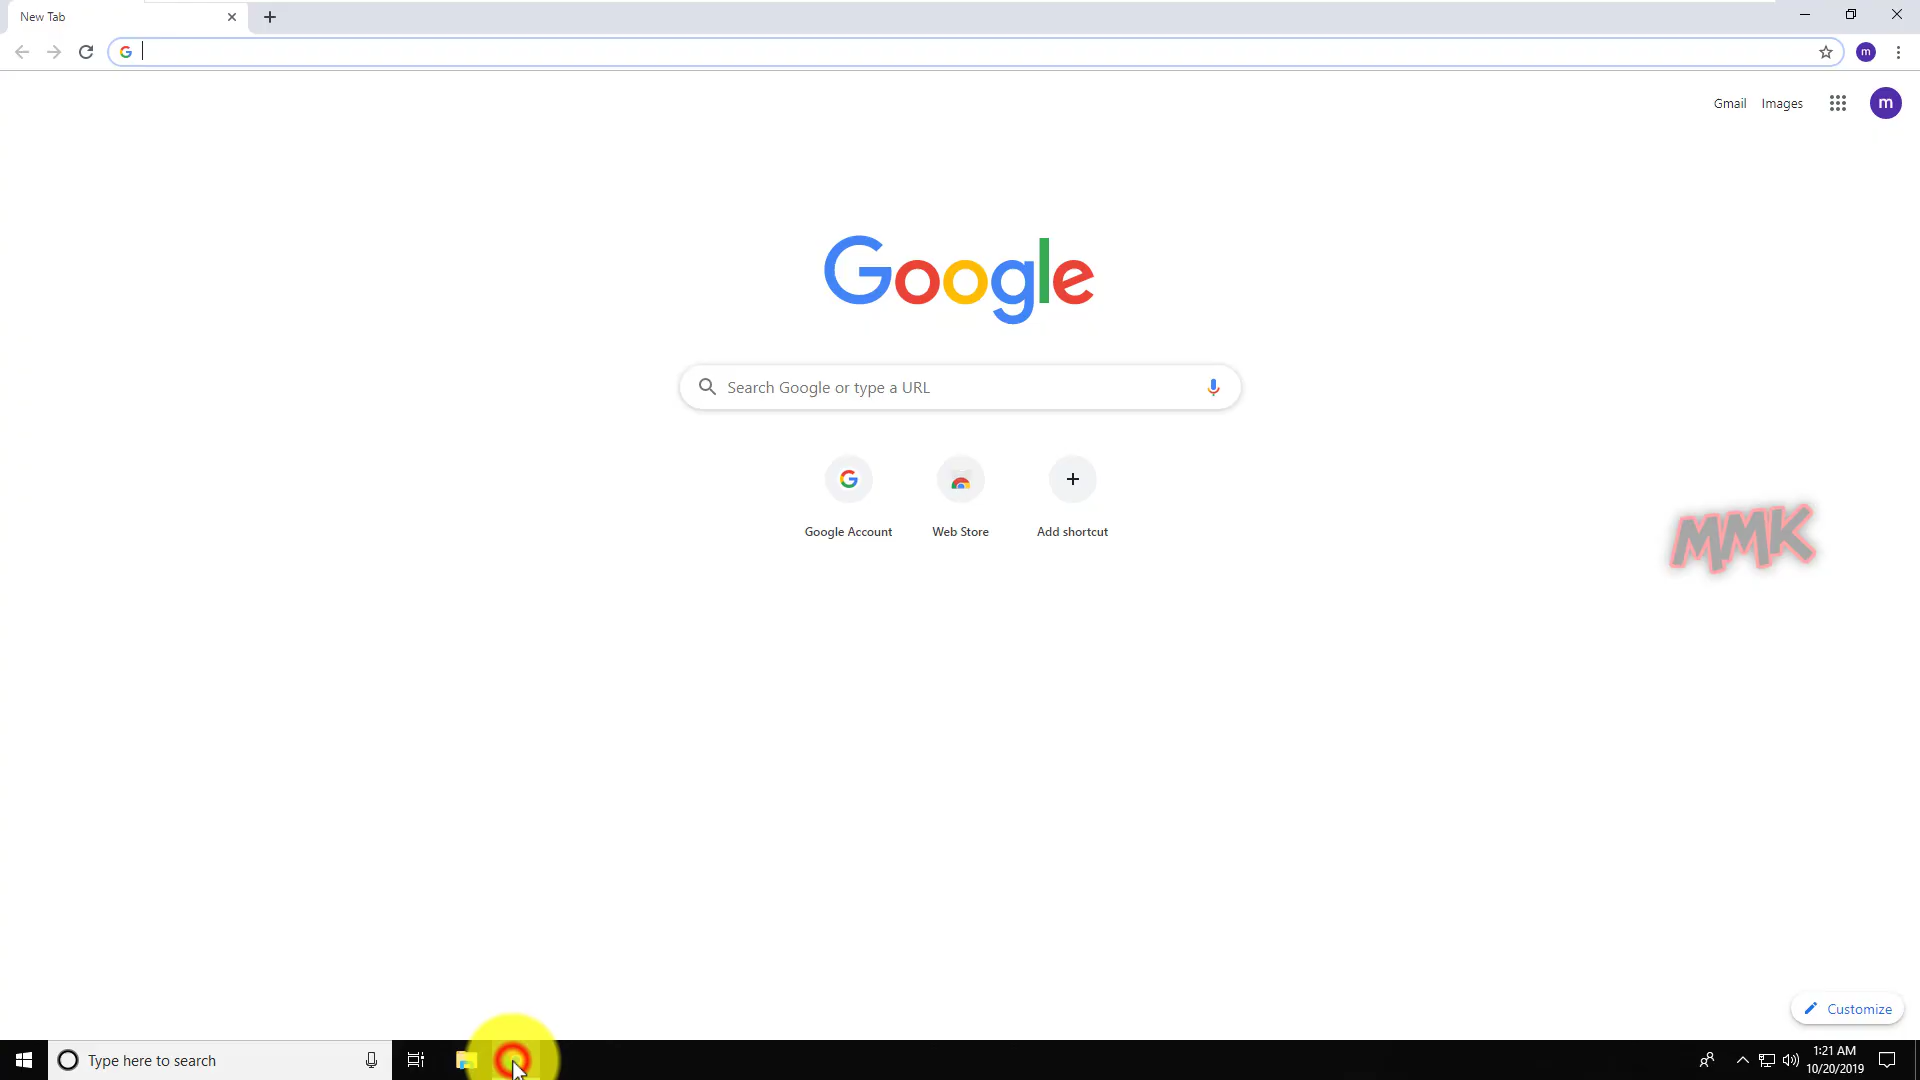 New Tab
m
Gmail Images m
Google
Search Google or type a URL
Google Account Web Store Add shortcut
MMK
Customize
Type here to search
1:21 AM
10/20/2019